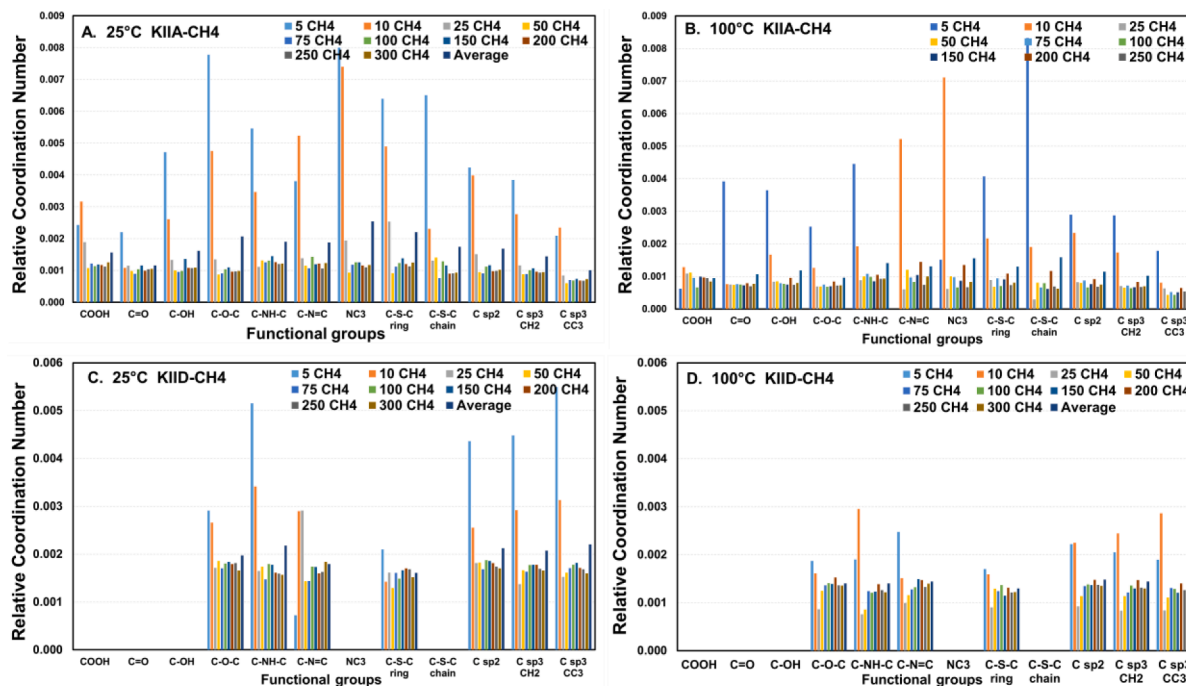 A. 25°C KIIA-CH4
5 CH4 10 CH4 25 CH4 50 CH4
75 CH4 100 CH4 150 CH4 200 CH4
250 CH4 300 CH4 Average
Relative Coordination Number
0.009
0.008
0.007
0.006
0.005
0.004
0.003
0.002
0.001
0.000
COOH C=O C-OH C-O-C C-NH-C C-N=C NC3 C-S-C ring C-S-C chain C sp2 C sp3 CH2 C sp3 CC3
Functional groups
B. 100°C KIIA-CH4
5 CH4 10 CH4 25 CH4
50 CH4 75 CH4 100 CH4
150 CH4 200 CH4 250 CH4
Relative Coordination Number
0.009
0.008
0.007
0.006
0.005
0.004
0.003
0.002
0.001
0.000
COOH C=O C-OH C-O-C C-NH-C C-N=C NC3 C-S-C ring C-S-C chain C sp2 C sp3 CH2 C sp3 CC3
Functional groups
C. 25°C KIID-CH4
5 CH4 10 CH4 25 CH4 50 CH4
75 CH4 100 CH4 150 CH4 200 CH4
250 CH4 300 CH4 Average
Relative Coordination Number
0.006
0.005
0.004
0.003
0.002
0.001
0.000
COOH C=O C-OH C-O-C C-NH-C C-N=C NC3 C-S-C ring C-S-C chain C sp2 C sp3 CH2 C sp3 CC3
Functional groups
D. 100°C KIID-CH4
5 CH4 10 CH4 25 CH4 50 CH4
75 CH4 100 CH4 150 CH4 200 CH4
250 CH4 300 CH4 Average
Relative Coordination Number
0.006
0.005
0.004
0.003
0.002
0.001
0.000
COOH C=O C-OH C-O-C C-NH-C C-N=C NC3 C-S-C ring C-S-C chain C sp2 C sp3 CH2 C sp3 CC3
Functional groups